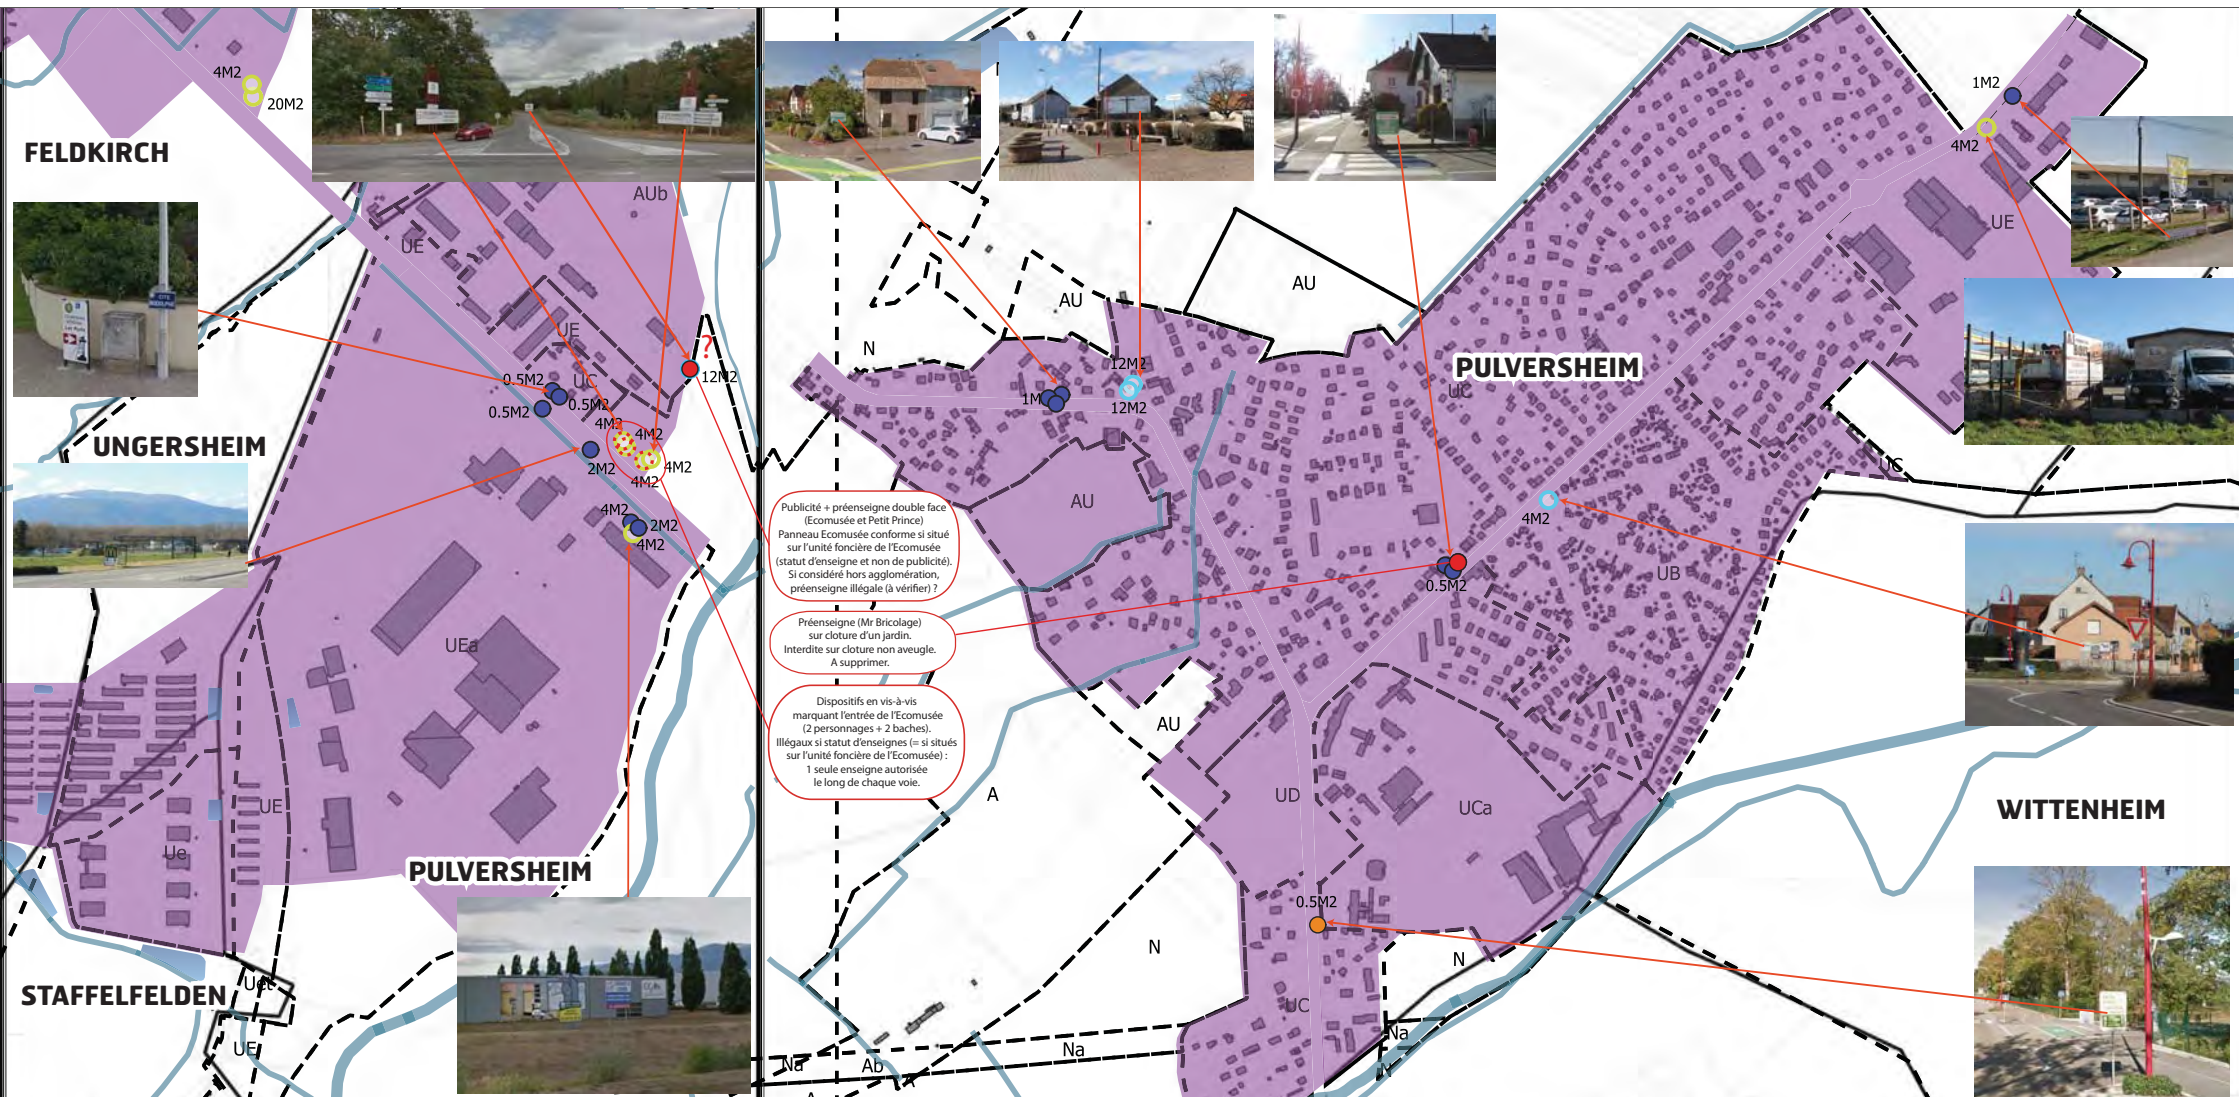 4M2
20M2
FELDKIRCH
AUb
UE
UE
?
12M2
0.5M2
UC
0.5M2
0.5M2
4M2
4M2
4M2
4M2
2M2
UNGERSHEIM
4M2
2M2
4M2
UEa
UE
Ue
PULVERSHEIM
STAFFELFELDEN
UE
CITE
Publicité + préenseigne double face
(Ecomusée et Petit Prince)
Panneau Ecomusée conforme si situé
sur l'unité foncière de l'Ecomusée
(statut d'enseigne et non de publicité).
Si considéré hors agglomération,
préenseigne illégale (à vérifier) ?
Préenseigne (Mr Bricolage)
sur cloture d'un jardin.
Interdite sur cloture non aveugle.
A supprimer.
Dispositifs en vis-à-vis
marquant l'entrée de l'Ecomusée
(2 personnages + 2 baches).
Illégaux si statut d'enseignes (= si situés
sur l'unité foncière de l'Ecomusée) :
1 seule enseigne autorisée
le long de chaque voie.
AU
AU
N
12M2
1M
12M2
AU
PULVERSHEIM
UC
1M2
4M2
UE
UC
4M2
UB
0.5M2
AU
UD
UCa
A
N
0.5M2
N
UC
Na
Na
Ab
A
Na
N
A
WITTENHEIM